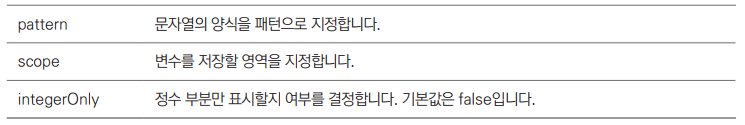 pattern 문자열의 양식을 패턴으로 지정합니다.
scope 변수를 저장할 영역을 지정합니다.
integerOnly 정수 부분만 표시할지 여부를 결정합니다. 기본값은 false입니다.